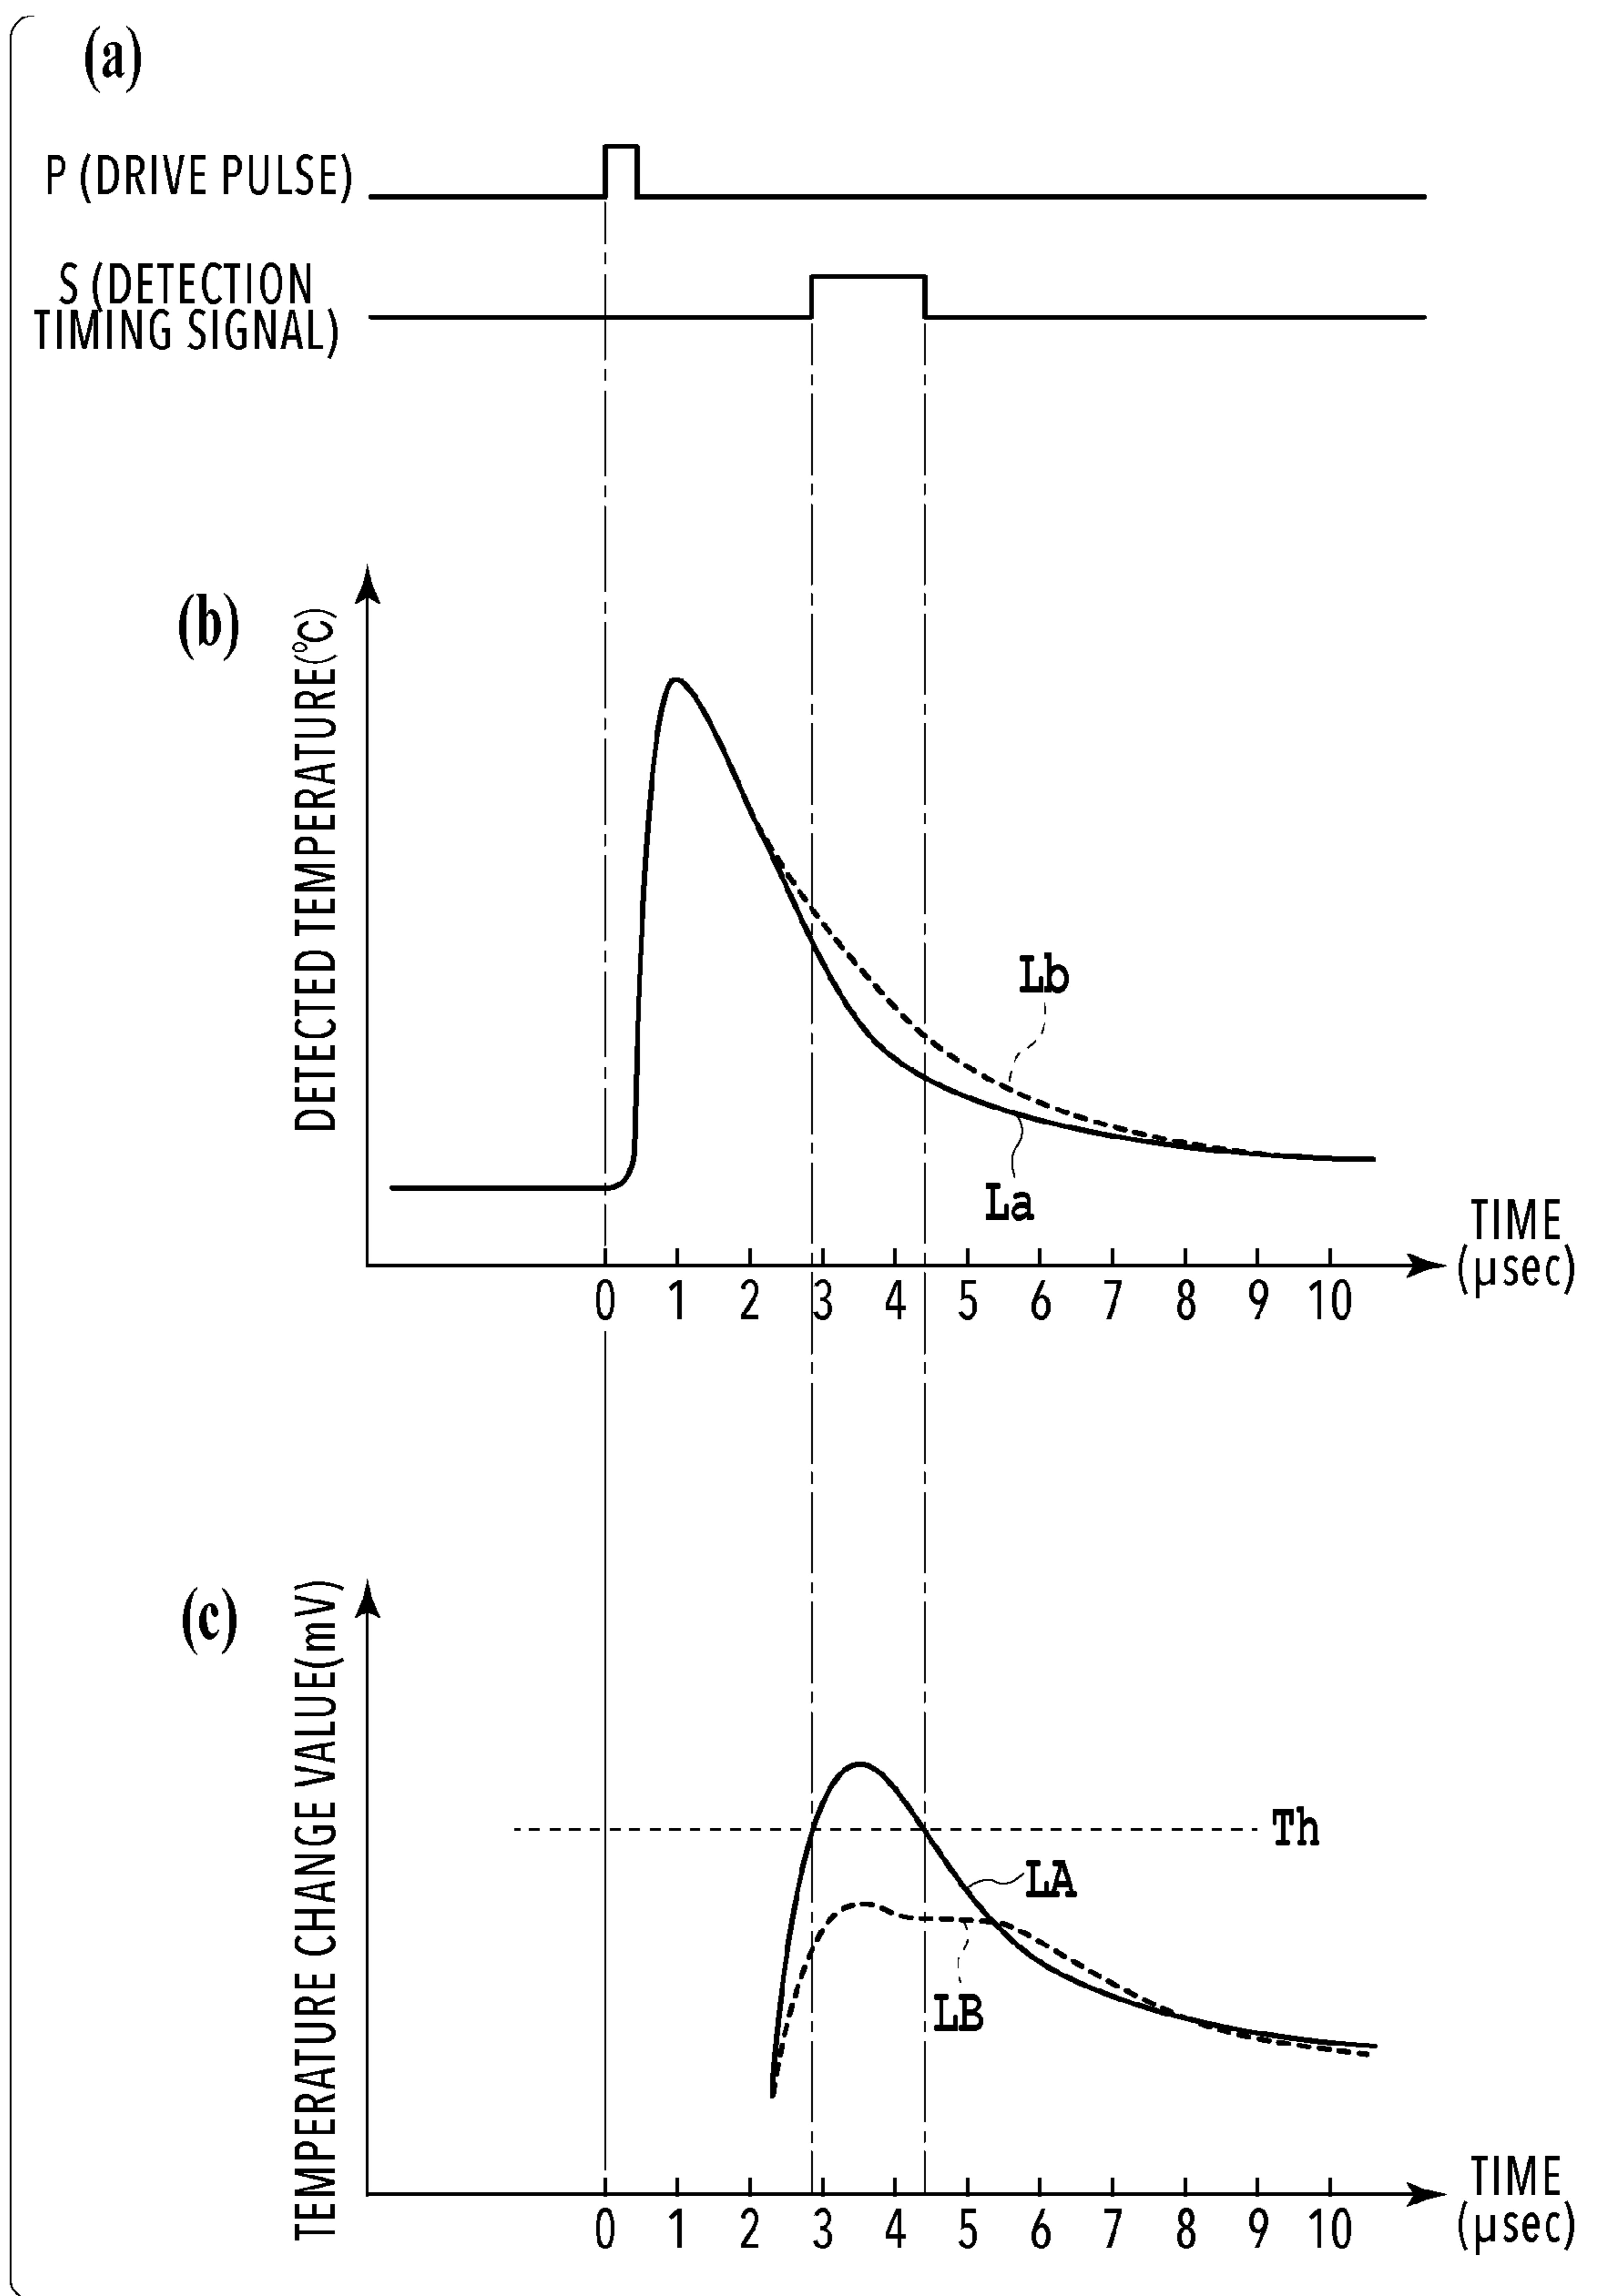 (a)
P (DRIVE PULSE)
S (DETECTION
TIMING SIGNAL)
(b)
DETECTED TEMPERATURE(°C)
Lb
La
0 1 2 3 4 5 6 7 8 9 10
TIME
(μsec)
(c)
TEMPERATURE CHANGE VALUE(mV)
Th
LA
LB
0 1 2 3 4 5 6 7 8 9 10
TIME
(μsec)